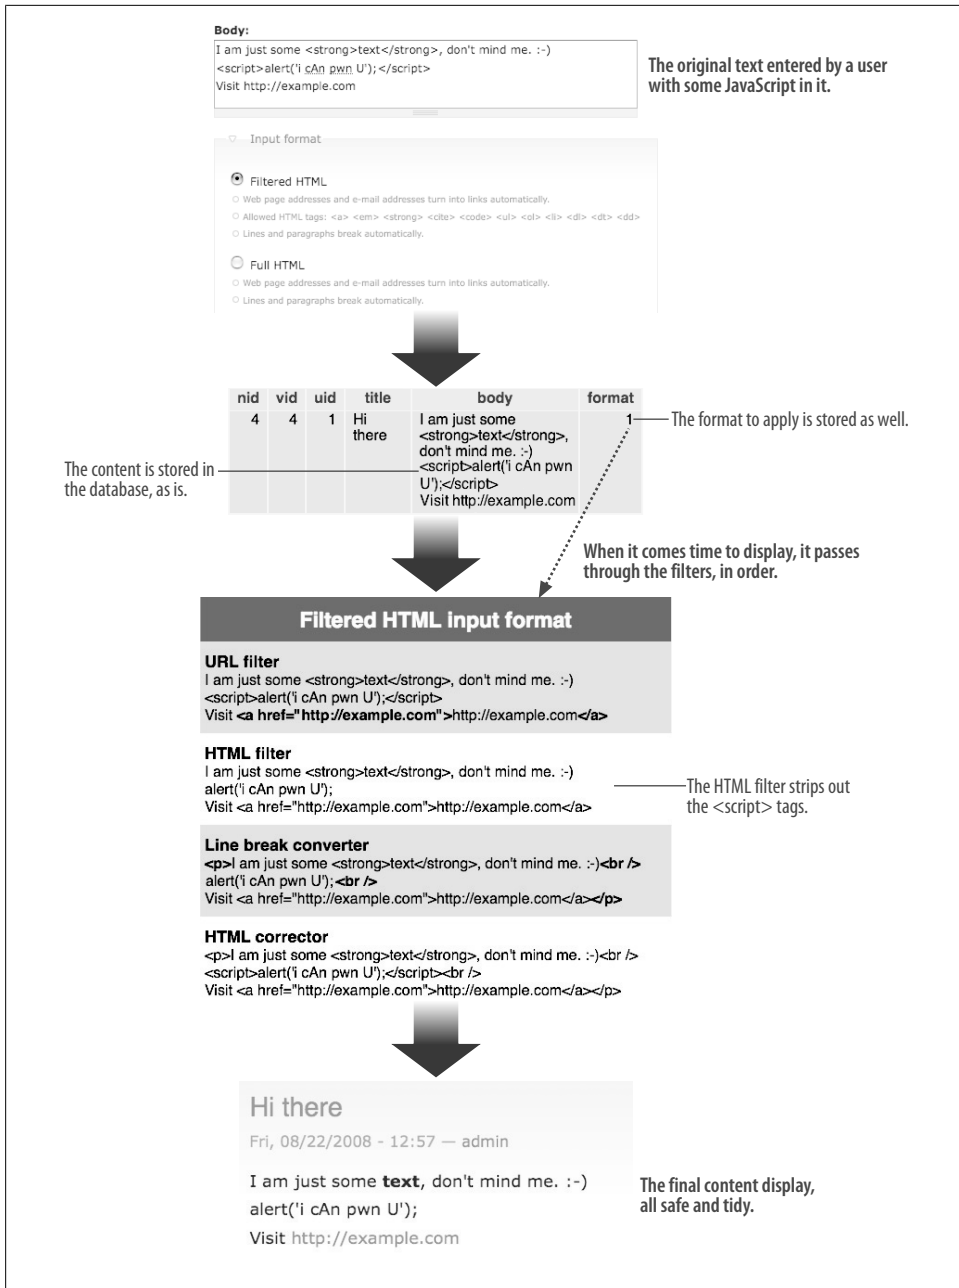 Body:
I am just some <strong>text</strong>, don't mind me. :-)
<script>alert('i cAn pwn U');</script>
Visit http://example.com
The original text entered by a user
with some JavaScript in it.
Input format
Filtered HTML
Web page addresses and e-mail addresses turn into links automatically.
Allowed HTML tags: <a> <em> <strong> <cite> <code> <ul> <ol> <li> <dl> <dt> <dd>
Lines and paragraphs break automatically.
Full HTML
Web page addresses and e-mail addresses turn into links automatically.
Lines and paragraphs break automatically.
nid vid uid title body format
4 4 1 Hi there I am just some 1
<strong>text</strong>,
don't mind me. :-)
<script>alert('i cAn pwn
U');</script>
Visit http://example.com
The format to apply is stored as well.
The content is stored in
the database, as is.
When it comes time to display, it passes
through the filters, in order.
Filtered HTML input format
URL filter
I am just some <strong>text</strong>, don't mind me. :-)
<script>alert('i cAn pwn U');</script>
Visit <a href="http://example.com">http://example.com</a>
HTML filter
I am just some <strong>text</strong>, don't mind me. :-)
alert('i cAn pwn U');
Visit <a href="http://example.com">http://example.com</a>
The HTML filter strips out
the <script> tags.
Line break converter
<p>I am just some <strong>text</strong>, don't mind me. :-)<br />
alert('i cAn pwn U');<br />
Visit <a href="http://example.com">http://example.com</a></p>
HTML corrector
<p>I am just some <strong>text</strong>, don't mind me. :-)<br />
<script>alert('i cAn pwn U');</script><br />
Visit <a href="http://example.com">http://example.com</a></p>
Hi there
Fri, 08/22/2008 - 12:57 — admin
I am just some text, don't mind me. :-)
alert('i cAn pwn U');
Visit http://example.com
The final content display,
all safe and tidy.